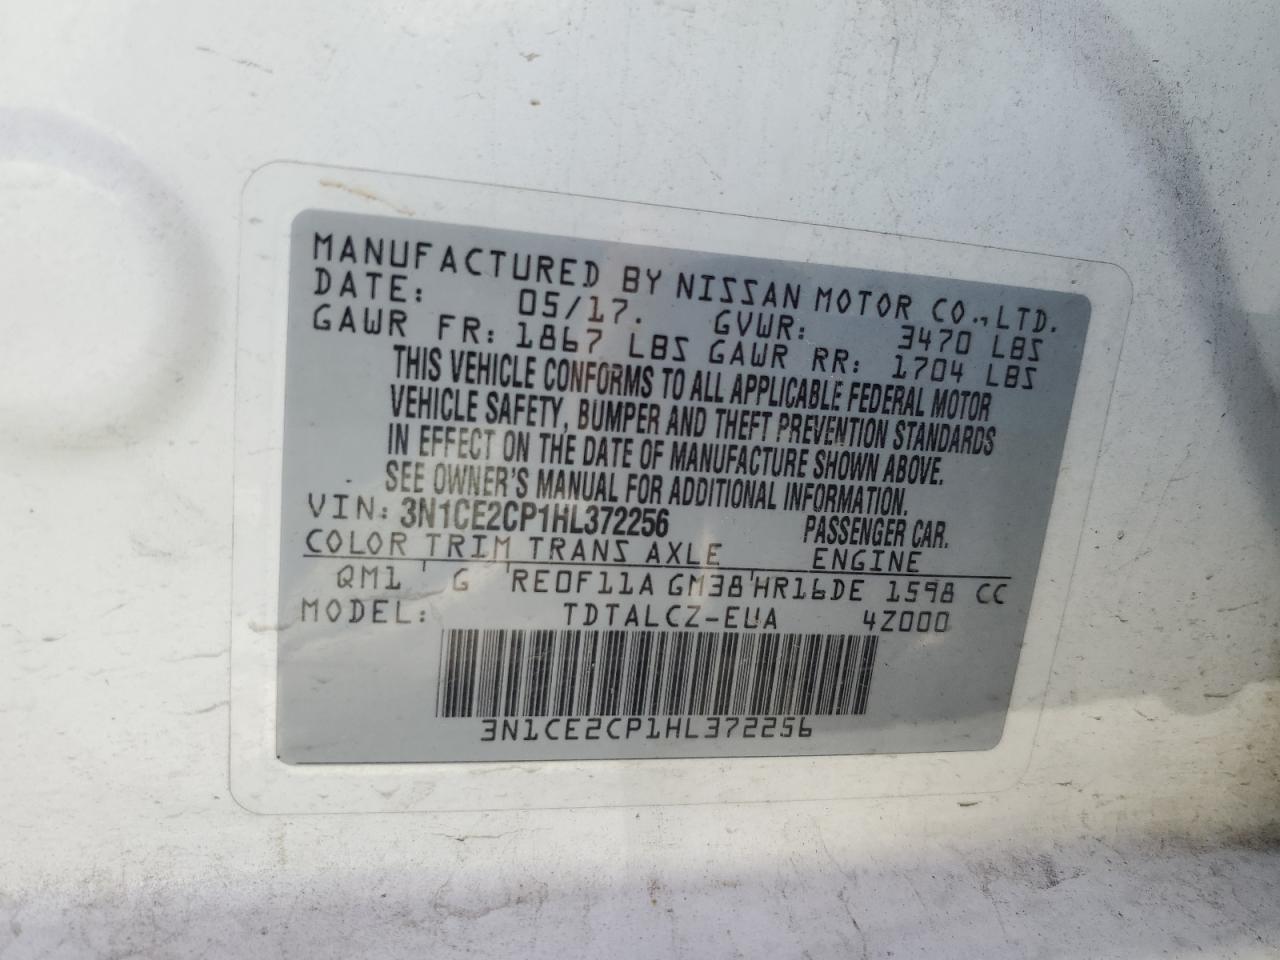 MANUFACTURED BY NISSAN MOTOR CO.,LTD.
DATE: 05/17. GVWR: 3470 LBS
GAWR FR: 1867 LBS GAWR RR: 1704 LBS
THIS VEHICLE CONFORMS TO ALL APPLICABLE FEDERAL MOTOR
VEHICLE SAFETY, BUMPER AND THEFT PREVENTION STANDARDS
IN EFFECT ON THE DATE OF MANUFACTURE SHOWN ABOVE.
SEE OWNER'S MANUAL FOR ADDITIONAL INFORMATION.
VIN: 3N1CE2CP1HL372256 PASSENGER CAR.
COLOR TRIM TRANS AXLE ENGINE
QM1 G RE0F11A GM38 HR16DE 1598 CC
MODEL: TDTALCZ-EUA 4Z000
3N1CE2CP1HL372256